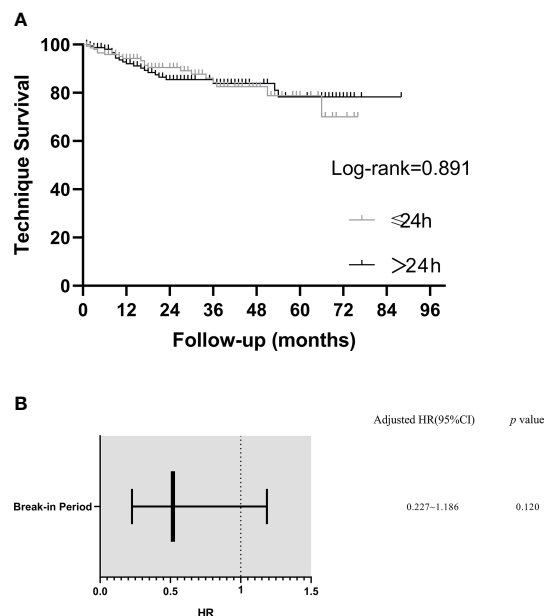 A
Technique Survival
100
80
60
40
20
0
Log-rank=0.891
≤24h
>24h
0 12 24 36 48 60 72 84 96
Follow-up (months)
B
Adjusted HR(95%CI) p value
Break-in Period 0.227–1.186 0.120
0.0 0.5 1 1.5
HR